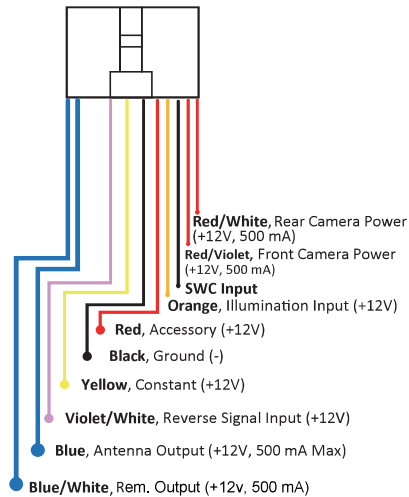 Red/White, Rear Camera Power
(+12V, 500 mA)
Red/Violet, Front Camera Power
(+12V, 500 mA)
SWC Input
Orange, Illumination Input (+12V)
Red, Accessory (+12V)
Black, Ground (-)
Yellow, Constant (+12V)
Violet/White, Reverse Signal Input (+12V)
Blue, Antenna Output (+12V, 500 mA Max)
Blue/White, Rem. Output (+12v, 500 mA)